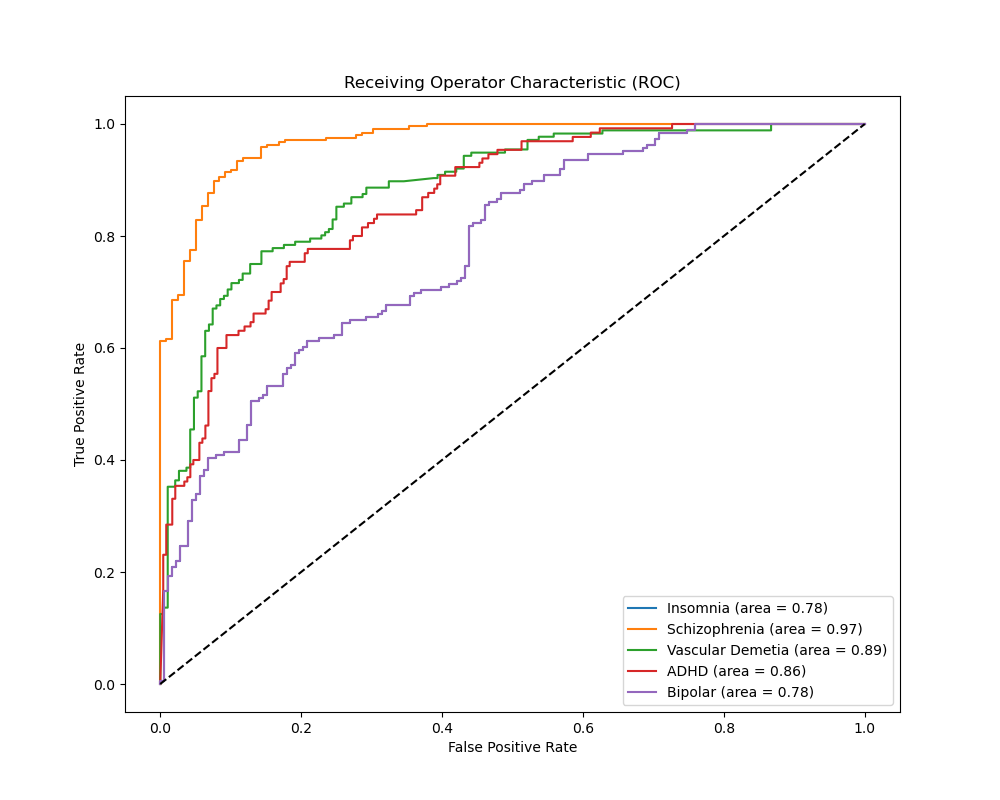 Receiving Operator Characteristic (ROC)
True Positive Rate
1.0
0.8
0.6
0.4
0.2
0.0
0.0 0.2 0.4 0.6 0.8 1.0
False Positive Rate
Insomnia (area = 0.78)
Schizophrenia (area = 0.97)
Vascular Demetia (area = 0.89)
ADHD (area = 0.86)
Bipolar (area = 0.78)